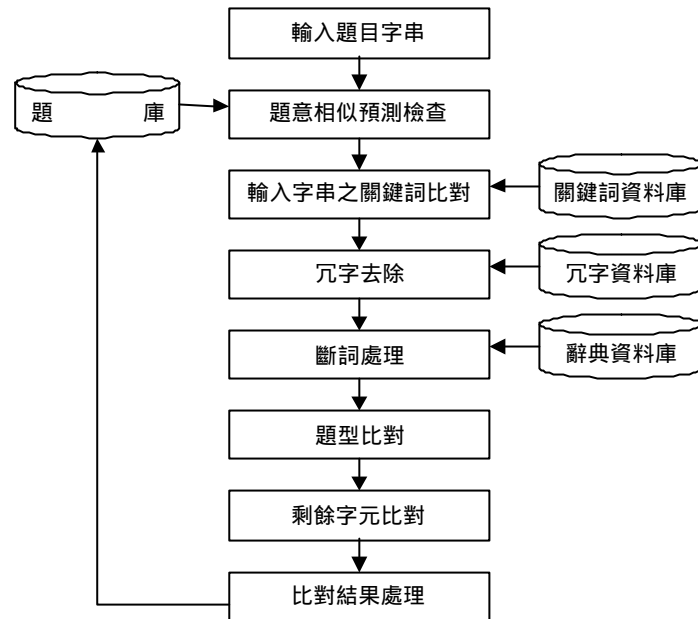 輸入題目字串
題 庫
題意相似預測檢查
輸入字串之關鍵詞比對
關鍵詞資料庫
冗字去除
冗字資料庫
斷詞處理
辭典資料庫
題型比對
剩餘字元比對
比對結果處理